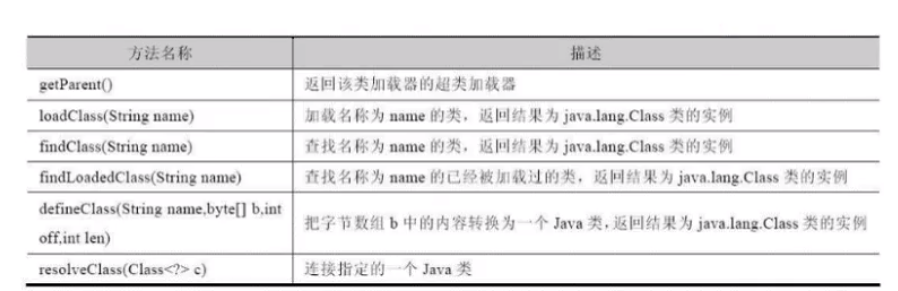 方法名称 描述
getParent() 返回该类加载器的超类加载器
loadClass(String name) 加载名称为 name 的类，返回结果为 java.lang.Class 类的实例
findClass(String name) 查找名称为 name 的类，返回结果为 java.lang.Class 类的实例
findLoadedClass(String name) 查找名称为 name 的已经被加载过的类，返回结果为 java.lang.Class 类的实例
defineClass(String name,byte[] b,int
off,int len) 把字节数组 b 中的内容转换为一个 Java 类，返回结果为 java.lang.Class 类的实例
resolveClass(Class<?> c) 连接指定的一个 Java 类